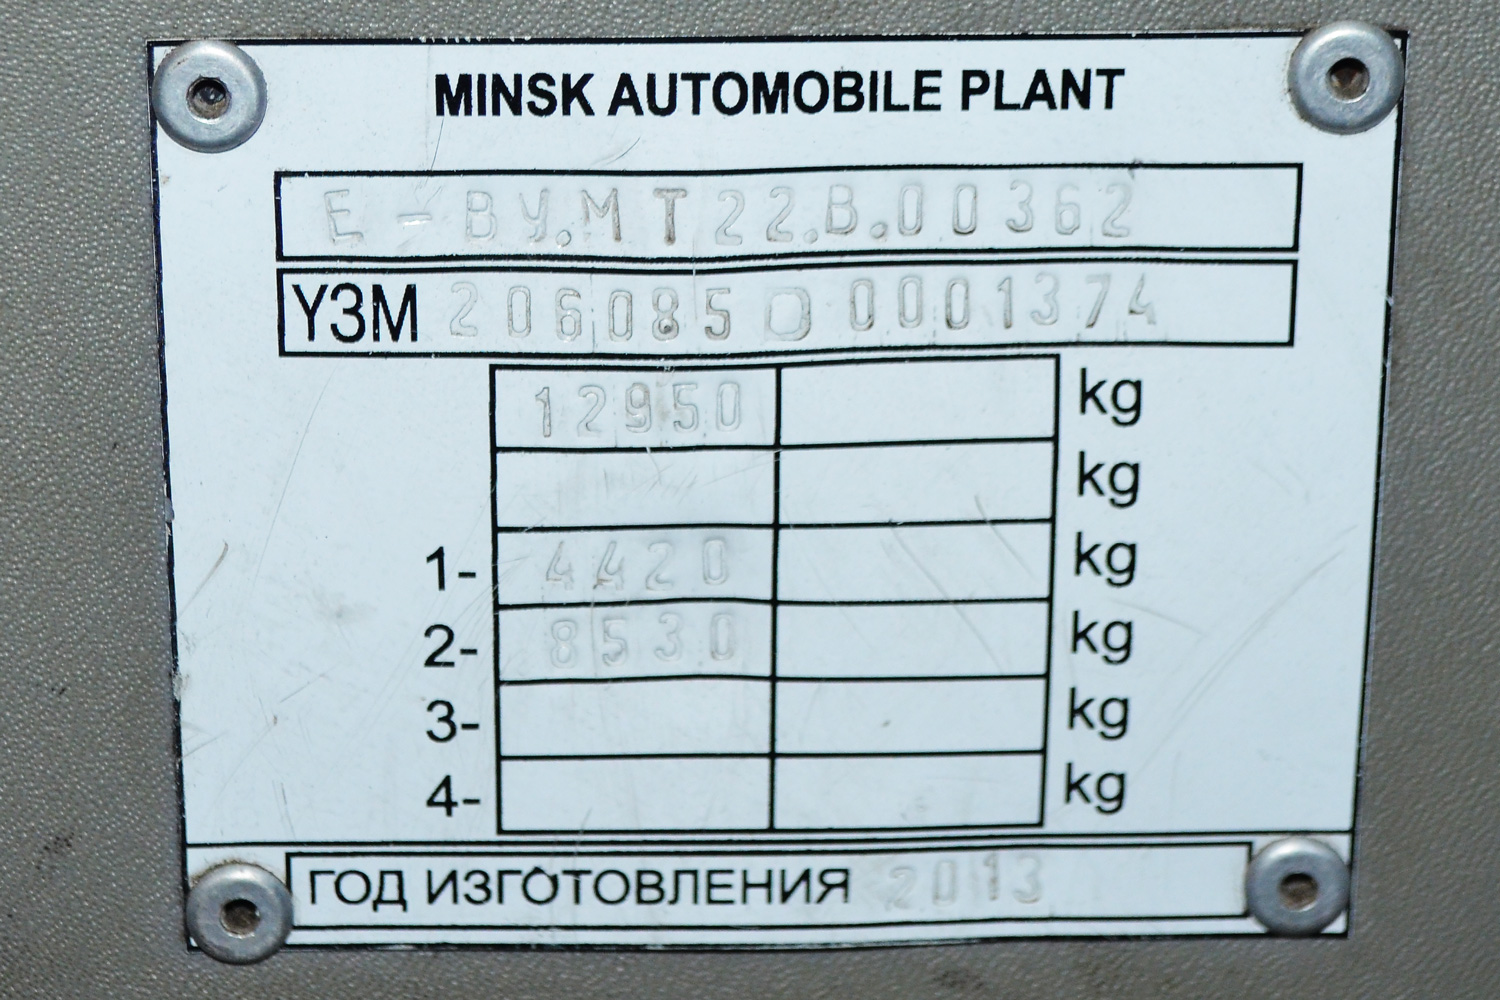 MINSK AUTOMOBILE PLANT
E-BY.MT22.B.00362
Y3M 206085 0001374
12950 kg
kg
1- 4420 kg
2- 8530 kg
3- kg
4- kg
ГОД ИЗГОТОВЛЕНИЯ 2013